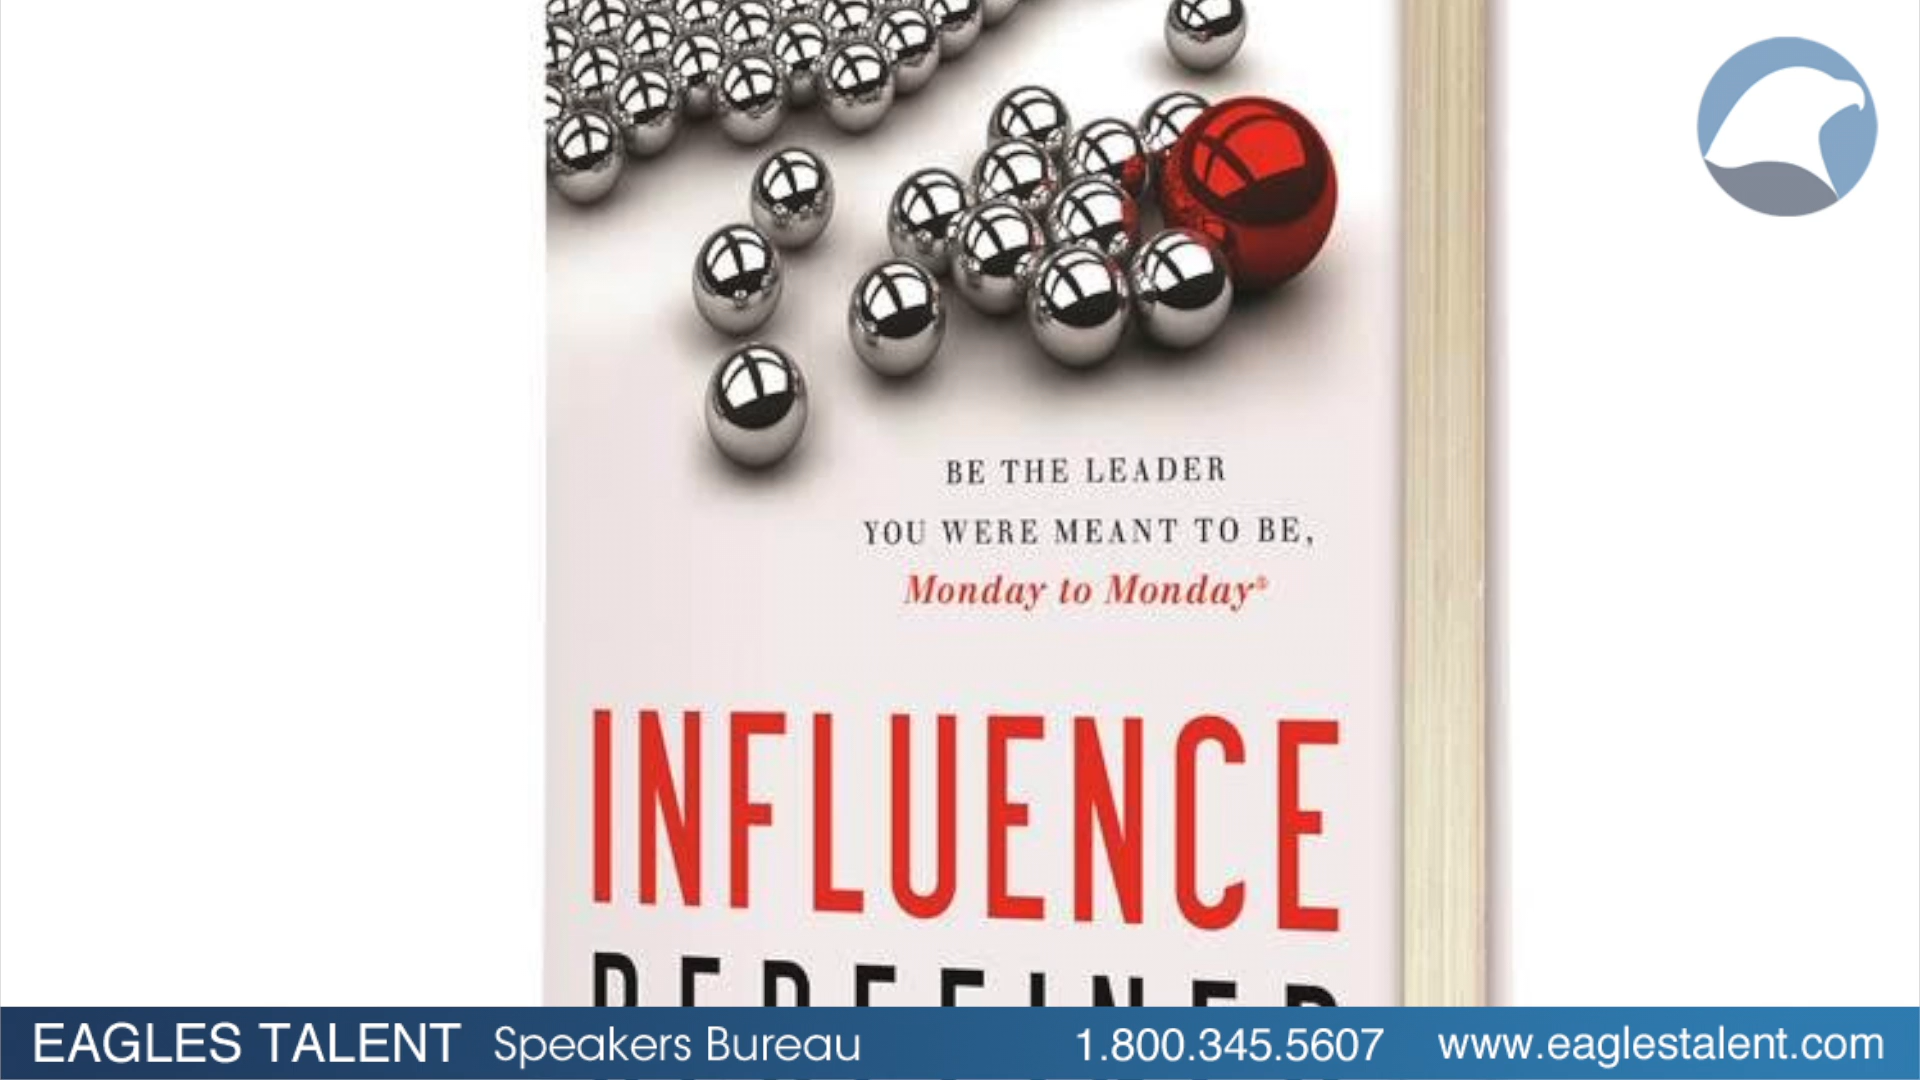 BE THE LEADER
YOU WERE MEANT TO BE,
Monday to Monday®
INFLUENCE
REDEFINED
EAGLES TALENT Speakers Bureau 1.800.345.5607 www.eaglestalent.com